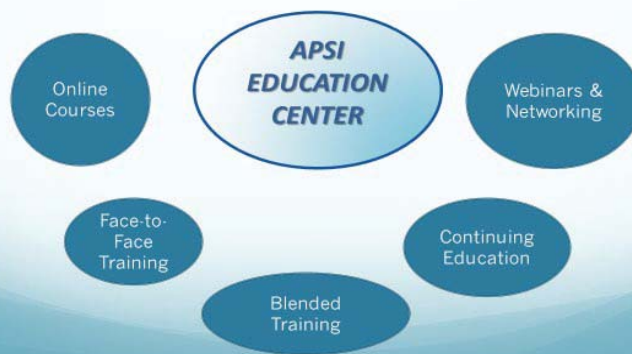 APSI
EDUCATION
CENTER
Online
Courses
Webinars &
Networking
Face-to-
Face
Training
Continuing
Education
Blended
Training